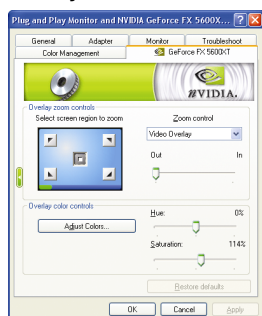 Plug and Play Monitor and NVIDIA GeForce FX 5600X...
General Adapter Monitor Troubleshoot
Color Management GeForce FX 5600XT
nVIDIA.
Overlay zoom controls
Select screen region to zoom
Zoom control
Video Overlay
Out In
Overlay color controls
Adjust Colors...
Hue: 0%
Saturation: 114%
Restore defaults
OK Cancel Apply